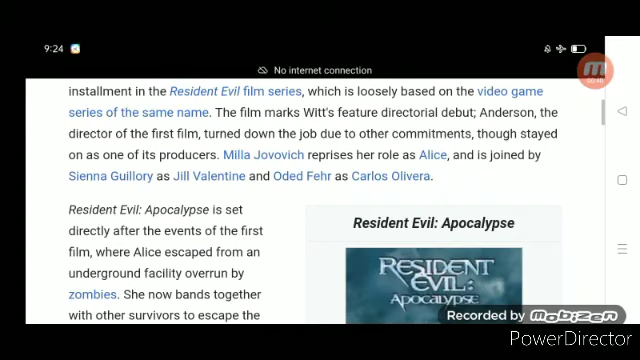 9:24
No internet connection
00:48
installment in the Resident Evil film series, which is loosely based on the video game
series of the same name. The film marks Witt's feature directorial debut; Anderson, the
director of the first film, turned down the job due to other commitments, though stayed
on as one of its producers. Milla Jovovich reprises her role as Alice, and is joined by
Sienna Guillory as Jill Valentine and Oded Fehr as Carlos Olivera.
Resident Evil: Apocalypse is set
directly after the events of the first
film, where Alice escaped from an
underground facility overrun by
zombies. She now bands together
with other survivors to escape the
Resident Evil: Apocalypse
RESIDENT
EVIL:
APOCALYPSE
Recorded by mobizen
PowerDirector